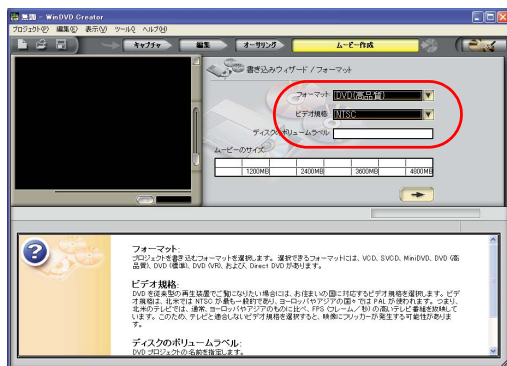 無題 - WinDVD Creator
プロジェクト(P) 編集(E) 表示(V) ツール(T) ヘルプ(H)
キャプチャ 編集 オーサリング ムービー作成
書き込みウィザード / フォーマット
フォーマット: DVD(高品質)
ビデオ規格: NTSC
ディスクのボリュームラベル:
ムービーのサイズ:
1200MB 2400MB 3600MB 4800MB
フォーマット:
プロジェクトを書き込むフォーマットを選択します。選択できるフォーマットには、VCD, SVCD, MiniDVD, DVD (高
品質), DVD (標準), DVD (VR), および、Direct DVD があります。
ビデオ規格:
DVD を従来型の再生装置でご覧になりたい場合には、お住まいの国に対応するビデオ規格を選択します。ビデ
オ規格は、北米では NTSC が最も一般的であり、ヨーロッパやアジアの国々では PAL が使われます。つまり、
北米のテレビでは、通常、ヨーロッパやアジアのものに比べ、FPS (フレーム / 秒) の高いテレビ番組を放映して
います。このため、テレビと適合しないビデオ規格を選択すると、映像にフリッカーが発生する可能性がありま
す。
ディスクのボリュームラベル:
DVD プロジェクトの名前を指定します。